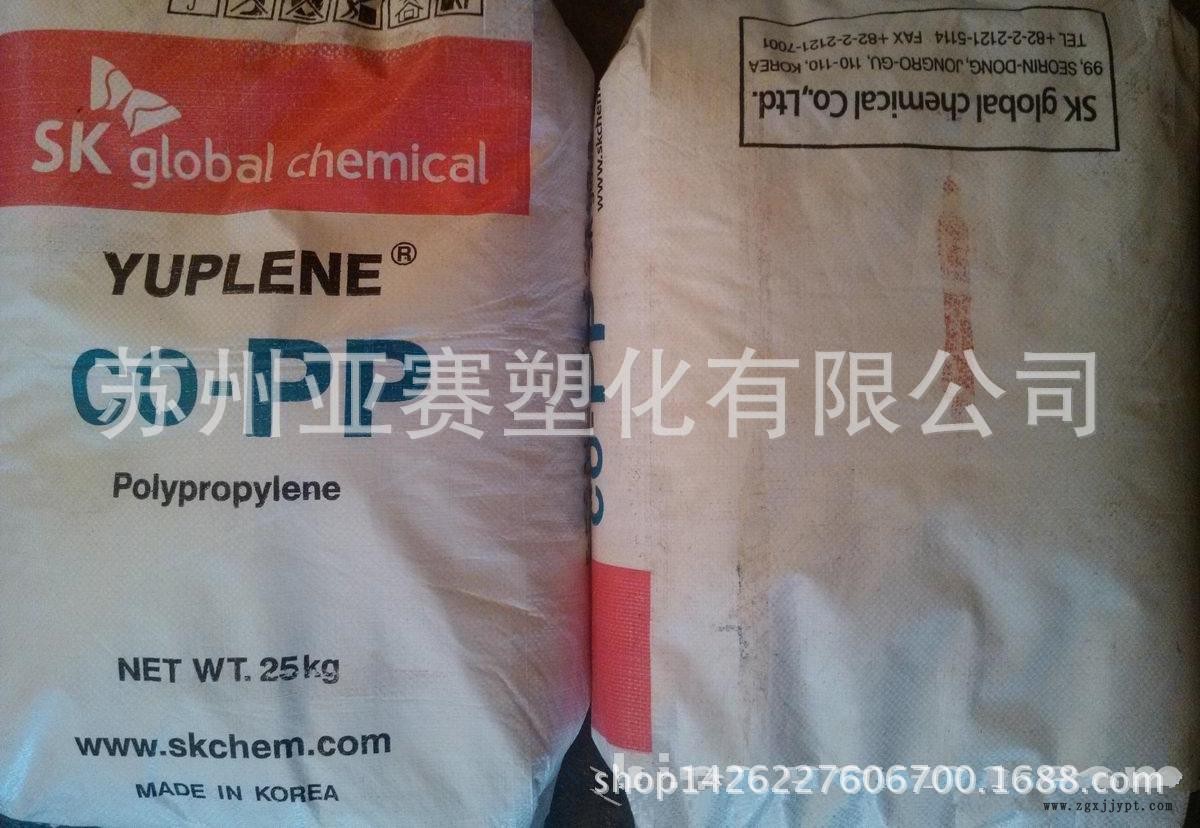 SK global chemical
YUPLENE®
co-PP
Polypropylene
NET WT. 25kg
www.skchem.com
MADE IN KOREA
SK global chemical Co.,Ltd.
99, SEORIN-DONG, JONGRO-GU, 110-110, KOREA
TEL +82-2-2121-5114 FAX +82-2-2121-7001
www.skchem
苏州亚赛塑化有限公司
shop1426227606700.1688.com
www.zgxjjypt.com